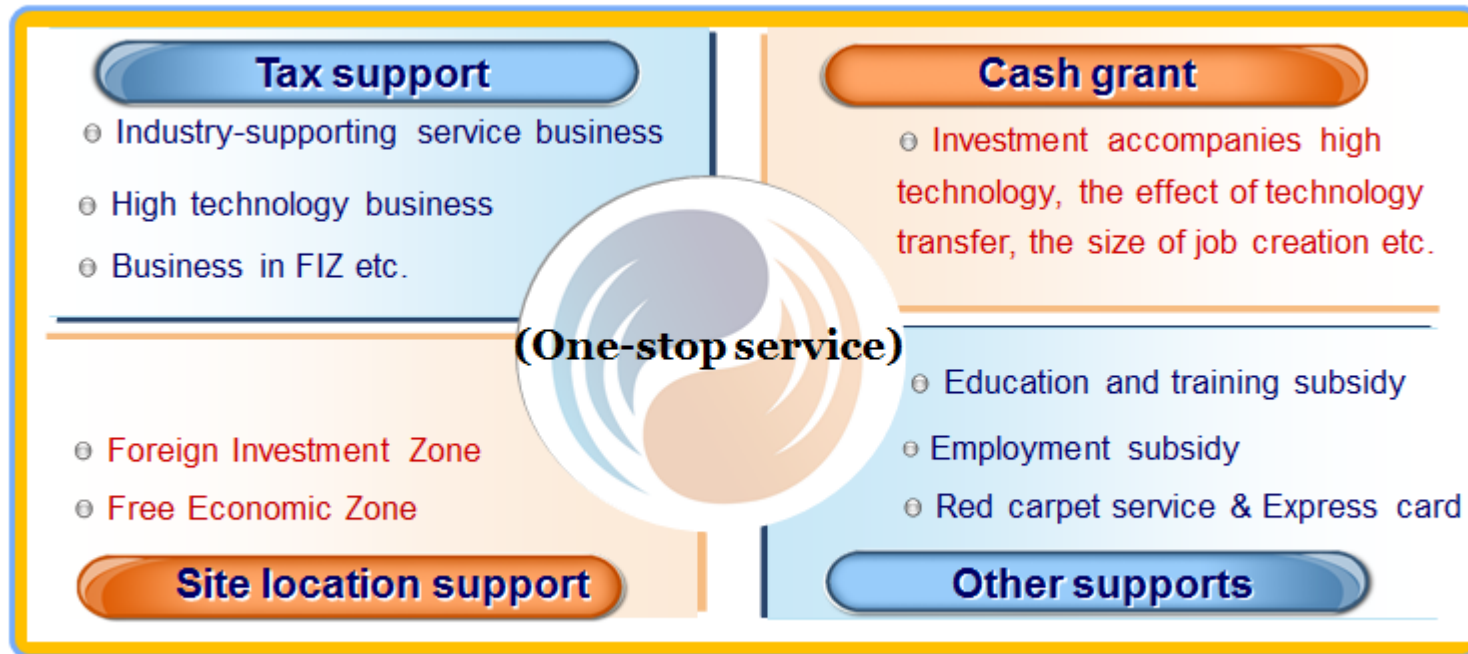 Tax support
Industry-supporting service business
High technology business
Business in FIZ etc.
Cash grant
Investment accompanies high
technology, the effect of technology
transfer, the size of job creation etc.
(One-stop service)
Foreign Investment Zone
Free Economic Zone
Site location support
Education and training subsidy
Employment subsidy
Red carpet service & Express card
Other supports